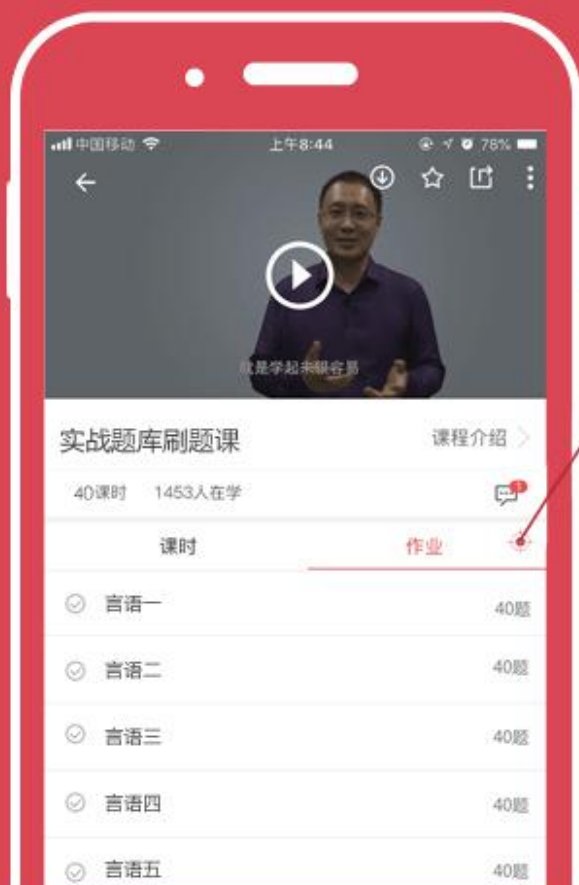 中国移动 上午8:44 78%
就是学起来很容易
实战题库刷题课 课程介绍
40课时 1453人在学 1
课时 作业
言语一 40题
言语二 40题
言语三 40题
言语四 40题
言语五 40题